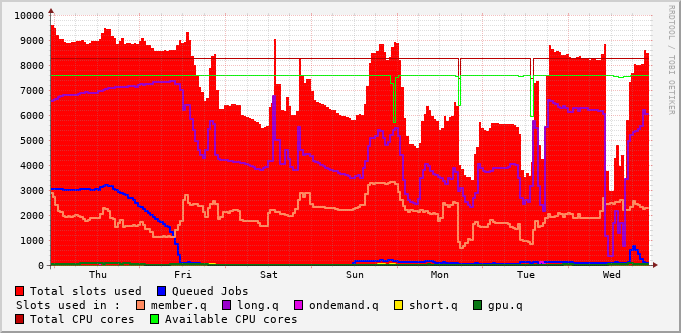 10000
9000
8000
7000
6000
5000
4000
3000
2000
1000
0
Thu Fri Sat Sun Mon Tue Wed
RRDTOOL / TOBI OETIKER
Total slots used Queued Jobs
Slots used in : member.q long.q ondemand.q short.q gpu.q
Total CPU cores Available CPU cores